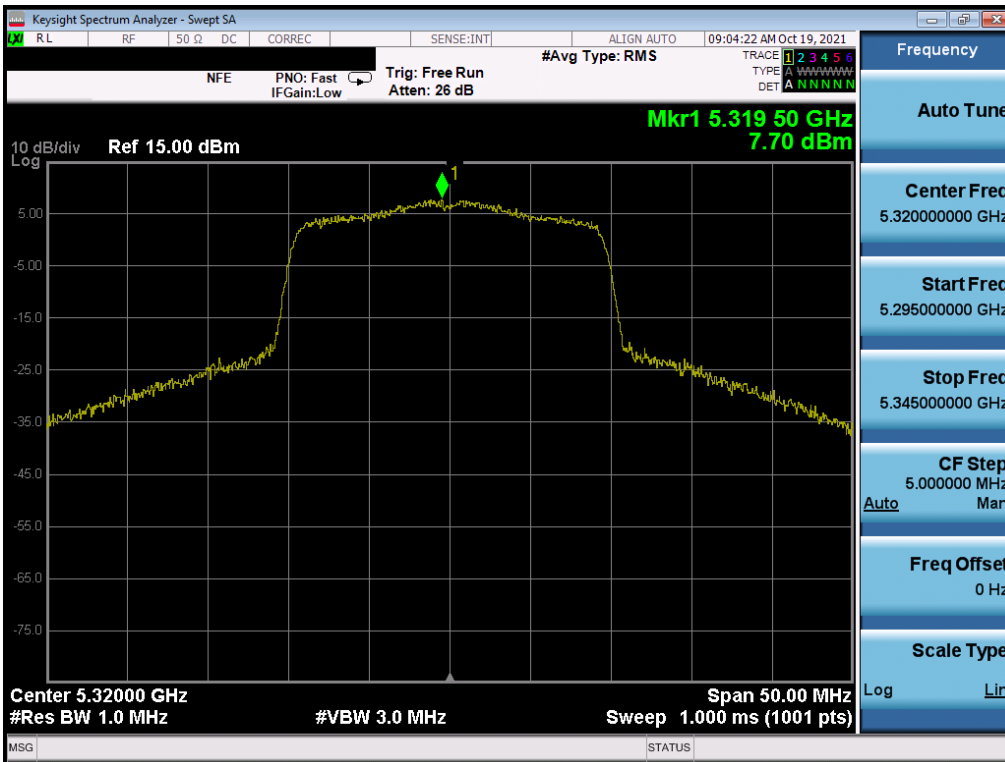 Keysight Spectrum Analyzer - Swept SA
LXI RL RF 50 Ω DC CORREC SENSE:INT ALIGN AUTO 09:04:22 AM Oct 19, 2021
NFE PNO: Fast Trig: Free Run #Avg Type: RMS TRACE 1 2 3 4 5 6
IFGain:Low Atten: 26 dB TYPE A WWWWW
DET A N N N N N
Mkr1 5.319 50 GHz
7.70 dBm
10 dB/div Ref 15.00 dBm
Log
1
5.00
-5.00
-15.0
-25.0
-35.0
-45.0
-55.0
-65.0
-75.0
Center 5.32000 GHz Span 50.00 MHz
#Res BW 1.0 MHz #VBW 3.0 MHz Sweep 1.000 ms (1001 pts)
MSG STATUS
Frequency
Auto Tune
Center Freq
5.320000000 GHz
Start Freq
5.295000000 GHz
Stop Freq
5.345000000 GHz
CF Step
5.000000 MHz
Auto Man
Freq Offset
0 Hz
Scale Type
Log Lin